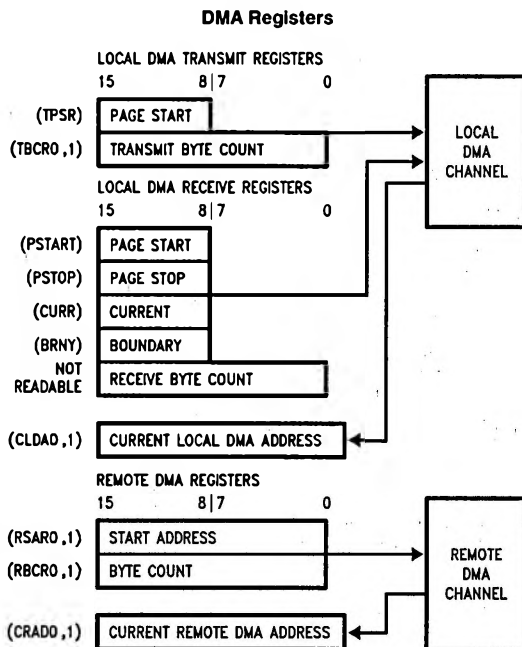 DMA Registers
LOCAL DMA TRANSMIT REGISTERS
15 8|7 0
(TPSR) PAGE START
(TBCR0,1) TRANSMIT BYTE COUNT
LOCAL DMA CHANNEL
LOCAL DMA RECEIVE REGISTERS
15 8|7 0
(PSTART) PAGE START
(PSTOP) PAGE STOP
(CURR) CURRENT
(BRNY) BOUNDARY
NOT READABLE RECEIVE BYTE COUNT
(CLDA0,1) CURRENT LOCAL DMA ADDRESS
REMOTE DMA REGISTERS
15 8|7 0
(RSAR0,1) START ADDRESS
(RBCR0,1) BYTE COUNT
REMOTE DMA CHANNEL
(CRAD0,1) CURRENT REMOTE DMA ADDRESS